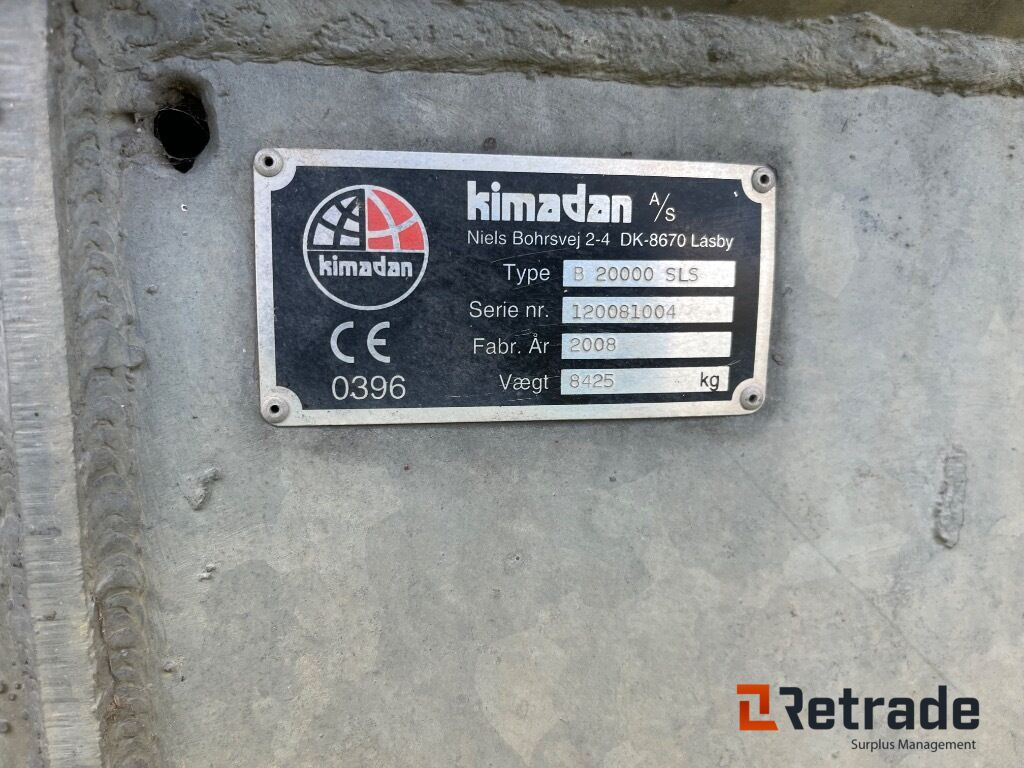 kimadan
CE
0396
kimadan A/S
Niels Bohrsvej 2-4 DK-8670 Låsby
Type B 20000 SLS
Serie nr. 120081004
Fabr. År 2008
Vægt 8425 kg
Retrade
Surplus Management